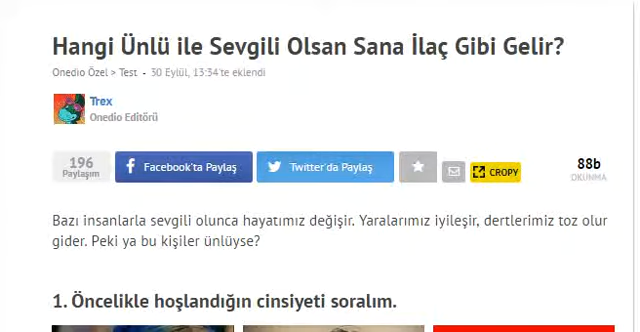 Hangi Ünlü ile Sevgili Olsan Sana İlaç Gibi Gelir?
Onedio Özel > Test - 30 Eylül, 13:34'te eklendi
Trex
Onedio Editörü
196
Paylaşım
Facebook'ta Paylaş
Twitter'da Paylaş
CROPY
88b
OKUNMA
Bazı insanlarla sevgili olunca hayatımız değişir. Yaralarımız iyileşir, dertlerimiz toz olur
gider. Peki ya bu kişiler ünlüyse?
1. Öncelikle hoşlandığın cinsiyeti soralım.